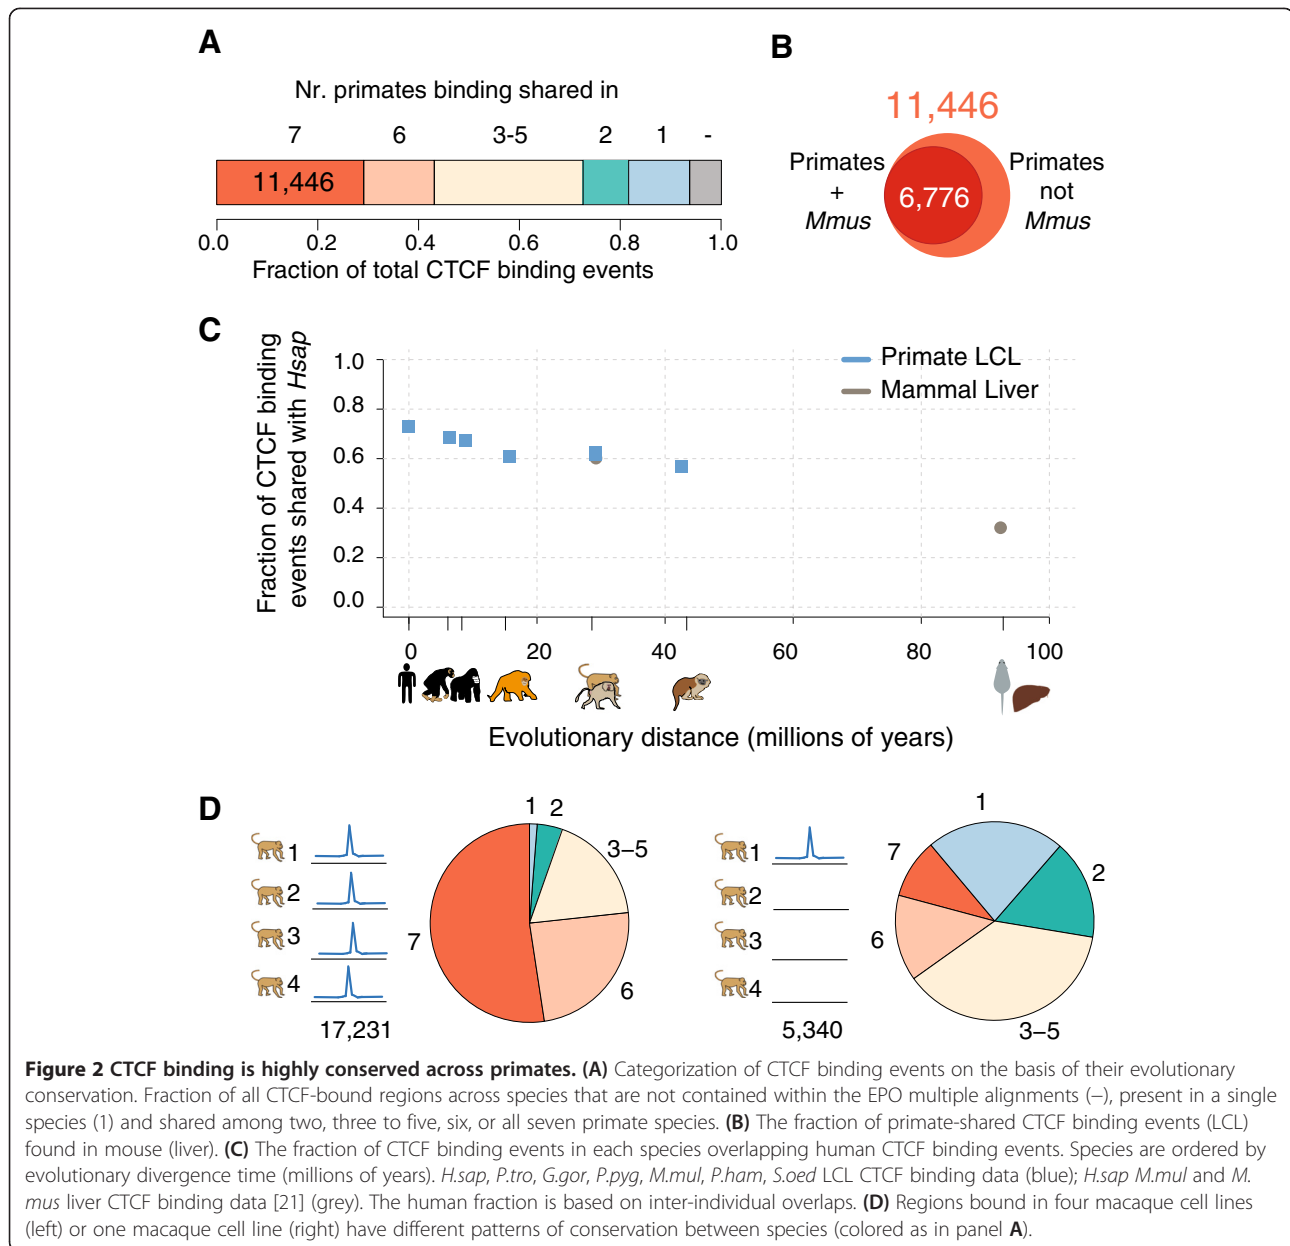 A
Nr. primates binding shared in
7 6 3-5 2 1 -
11,446
0.0 0.2 0.4 0.6 0.8 1.0
Fraction of total CTCF binding events
B
11,446
Primates
+
Mmus
6,776
Primates
not
Mmus
C
Fraction of CTCF binding
events shared with Hsap
1.0
0.8
0.6
0.4
0.2
0.0
Primate LCL
Mammal Liver
0 20 40 60 80 100
Evolutionary distance (millions of years)
D
1
2
3
4
17,231
1 2
3–5
6
7
1
2
3
4
5,340
1
2
3–5
6
7
Figure 2 CTCF binding is highly conserved across primates. (A) Categorization of CTCF binding events on the basis of their evolutionary
conservation. Fraction of all CTCF-bound regions across species that are not contained within the EPO multiple alignments (–), present in a single
species (1) and shared among two, three to five, six, or all seven primate species. (B) The fraction of primate-shared CTCF binding events (LCL)
found in mouse (liver). (C) The fraction of CTCF binding events in each species overlapping human CTCF binding events. Species are ordered by
evolutionary divergence time (millions of years). H.sap, P.tro, G.gor, P.pyg, M.mul, P.ham, S.oed LCL CTCF binding data (blue); H.sap M.mul and M.
mus liver CTCF binding data [21] (grey). The human fraction is based on inter-individual overlaps. (D) Regions bound in four macaque cell lines
(left) or one macaque cell line (right) have different patterns of conservation between species (colored as in panel A).